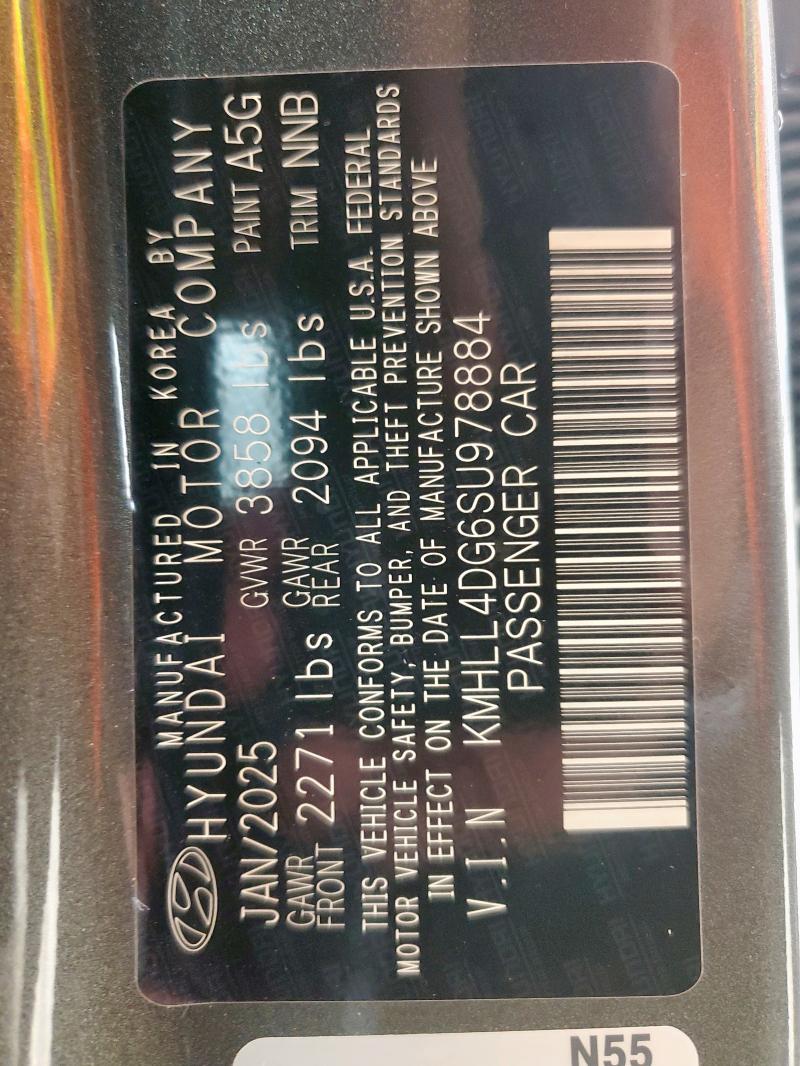 MANUFACTURED IN KOREA BY
HYUNDAI MOTOR COMPANY
JAN/2025 GVWR 3858 lbs PAINT A5G
GAWR FRONT 2271 lbs GAWR REAR 2094 lbs TRIM NNB
THIS VEHICLE CONFORMS TO ALL APPLICABLE U.S.A. FEDERAL
MOTOR VEHICLE SAFETY, BUMPER, AND THEFT PREVENTION STANDARDS
IN EFFECT ON THE DATE OF MANUFACTURE SHOWN ABOVE
V.I.N KMHLL4DG6SU978884
PASSENGER CAR
N55